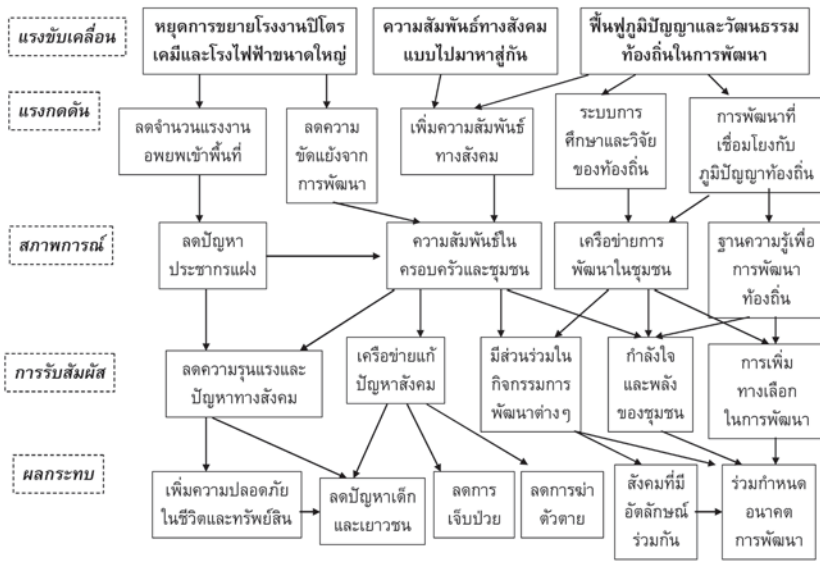 แรงขับเคลื่อน
หยุดการขยายโรงงานปิโตร
เคมีและโรงไฟฟ้าขนาดใหญ่
ความสัมพันธ์ทางสังคม
แบบไปมาหาสู่กัน
ฟื้นฟูภูมิปัญญาและวัฒนธรรม
ท้องถิ่นในการพัฒนา
แรงกดดัน
ลดจำนวนแรงงาน
อพยพเข้าพื้นที่
ลดความ
ขัดแย้งจาก
การพัฒนา
เพิ่มความสัมพันธ์
ทางสังคม
ระบบการ
ศึกษาและวิจัย
ของท้องถิ่น
การพัฒนาที่
เชื่อมโยงกับ
ภูมิปัญญาท้องถิ่น
สภาพการณ์
ลดปัญหา
ประชากรแฝง
ความสัมพันธ์ใน
ครอบครัวและชุมชน
เครือข่ายการ
พัฒนาในชุมชน
ฐานความรู้เพื่อ
การพัฒนา
ท้องถิ่น
การรับสัมผัส
ลดความรุนแรงและ
ปัญหาทางสังคม
เครือข่ายแก้
ปัญหาสังคม
มีส่วนร่วมใน
กิจกรรมการ
พัฒนาต่างๆ
กำลังใจ
และพลัง
ของชุมชน
การเพิ่ม
ทางเลือก
ในการพัฒนา
ผลกระทบ
เพิ่มความปลอดภัย
ในชีวิตและทรัพย์สิน
ลดปัญหาเด็ก
และเยาวชน
ลดการ
เจ็บป่วย
ลดการฆ่า
ตัวตาย
สังคมที่มี
อัตลักษณ์
ร่วมกัน
ร่วมกำหนด
อนาคต
การพัฒนา